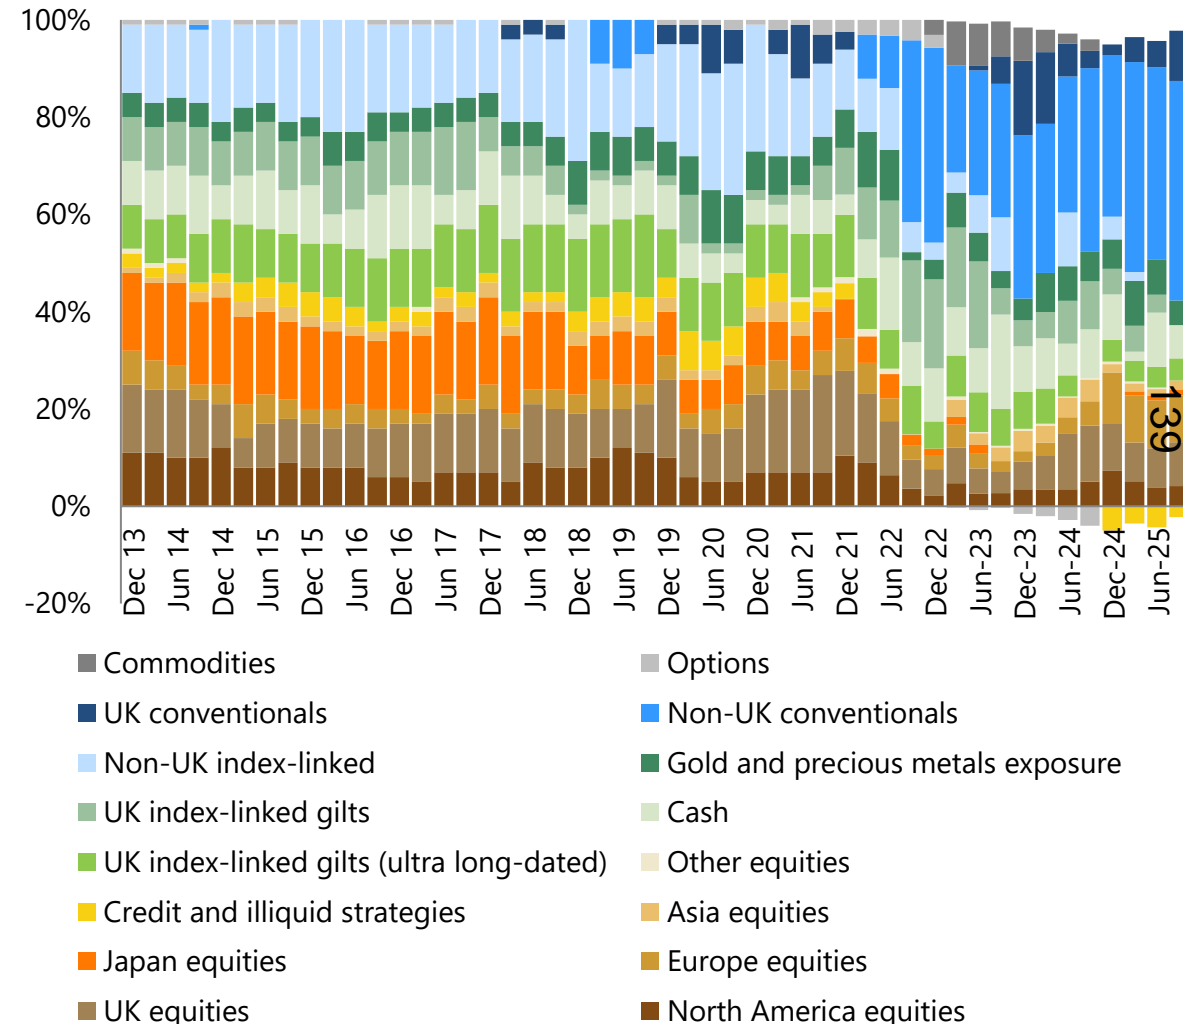 100%
80%
60%
40%
20%
0%
-20%
139
Dec 13
Jun 14
Dec 14
Jun 15
Dec 15
Jun 16
Dec 16
Jun 17
Dec 17
Jun 18
Dec 18
Jun 19
Dec 19
Jun 20
Dec 20
Jun 21
Dec 21
Jun 22
Dec 22
Jun-23
Dec-23
Jun-24
Dec-24
Jun-25
Commodities
Options
UK conventionals
Non-UK conventionals
Non-UK index-linked
Gold and precious metals exposure
UK index-linked gilts
Cash
UK index-linked gilts (ultra long-dated)
Other equities
Credit and illiquid strategies
Asia equities
Japan equities
Europe equities
UK equities
North America equities